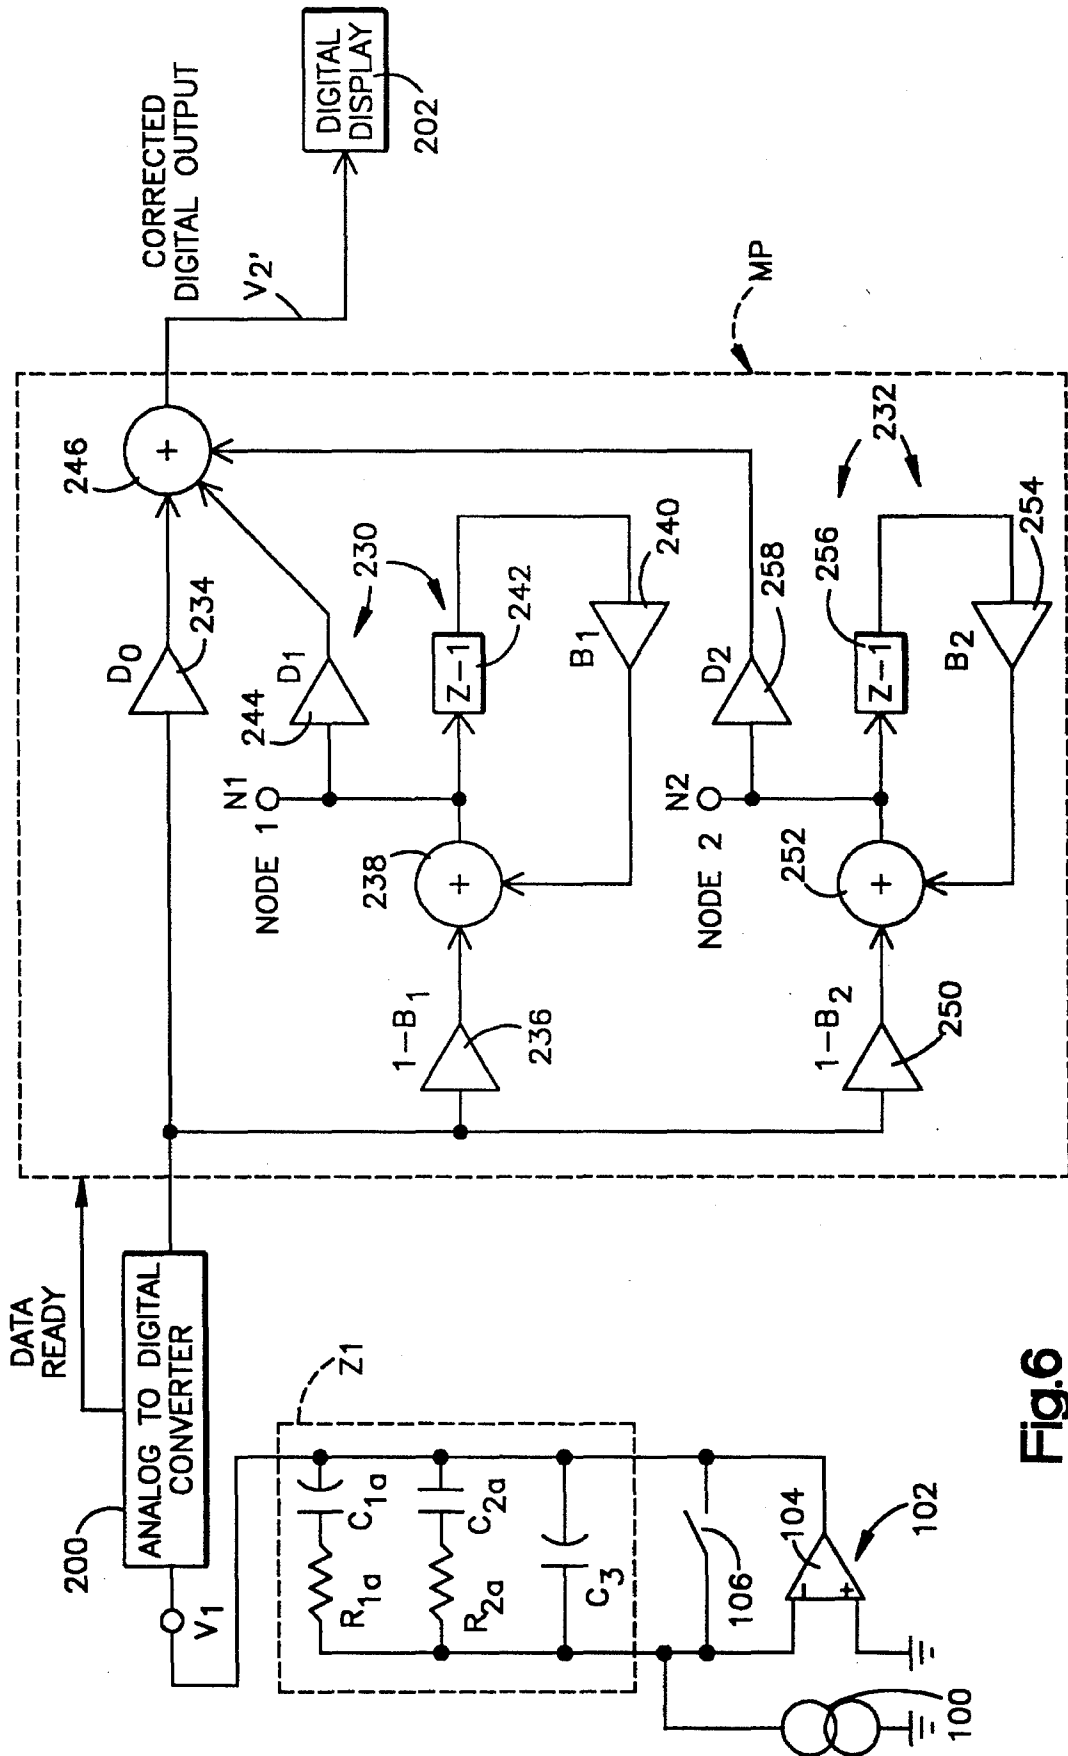 DATA
READY
200
ANALOG TO DIGITAL
CONVERTER
V1
Z1
R1a
C1a
R2a
C2a
C3
106
104
-
+
102
100
CORRECTED
DIGITAL OUTPUT
V2'
DIGITAL
DISPLAY
202
MP
246
+
D0
234
D1
244
230
N1
NODE 1
238
+
Z-1
242
B1
240
1-B1
236
D2
258
232
N2
NODE 2
252
+
Z-1
256
B2
254
1-B2
250
Fig.6